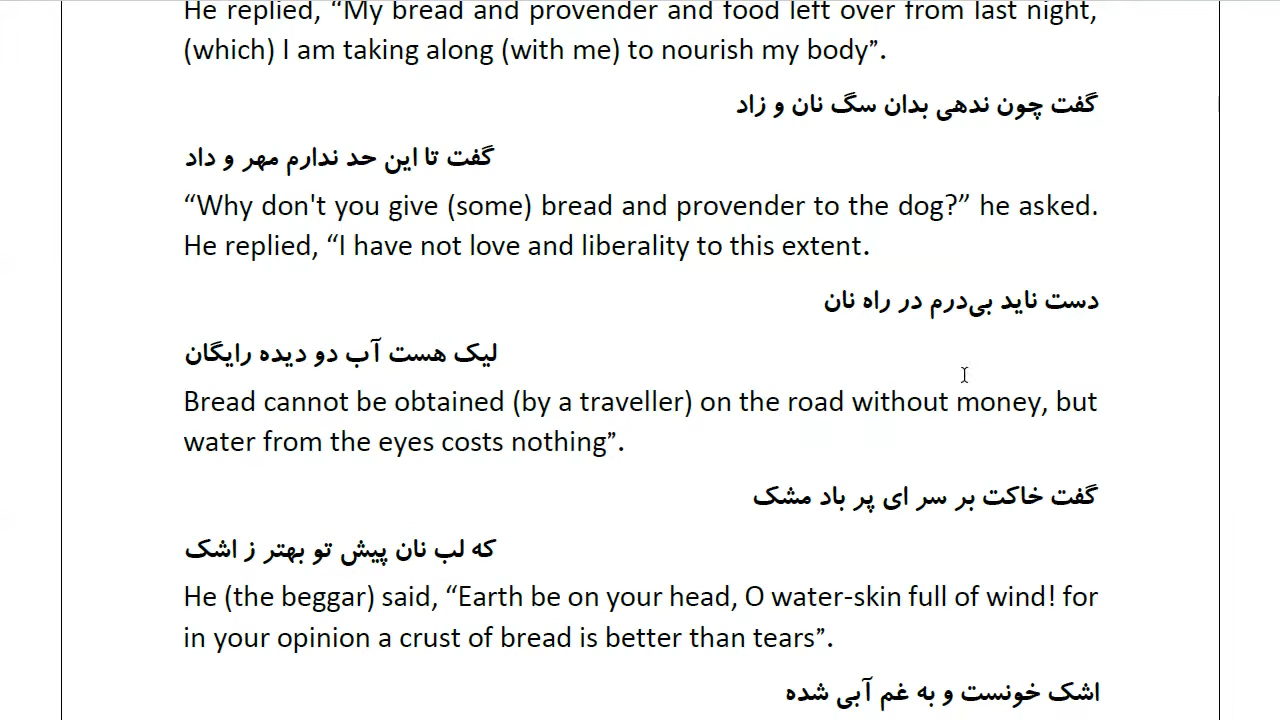 He replied, “My bread and provender and food left over from last night,
(which) I am taking along (with me) to nourish my body”.
گفت چون ندهی بدان سگ نان و زاد
گفت تا این حد ندارم مهر و داد
“Why don't you give (some) bread and provender to the dog?” he asked.
He replied, “I have not love and liberality to this extent.
دست ناید بی‌درم در راه نان
لیک هست آب دو دیده رایگان
Bread cannot be obtained (by a traveller) on the road without money, but
water from the eyes costs nothing”.
گفت خاکت بر سر ای پر باد مشک
که لب نان پیش تو بهتر ز اشک
He (the beggar) said, “Earth be on your head, O water-skin full of wind! for
in your opinion a crust of bread is better than tears”.
اشک خونست و به غم آبی شده